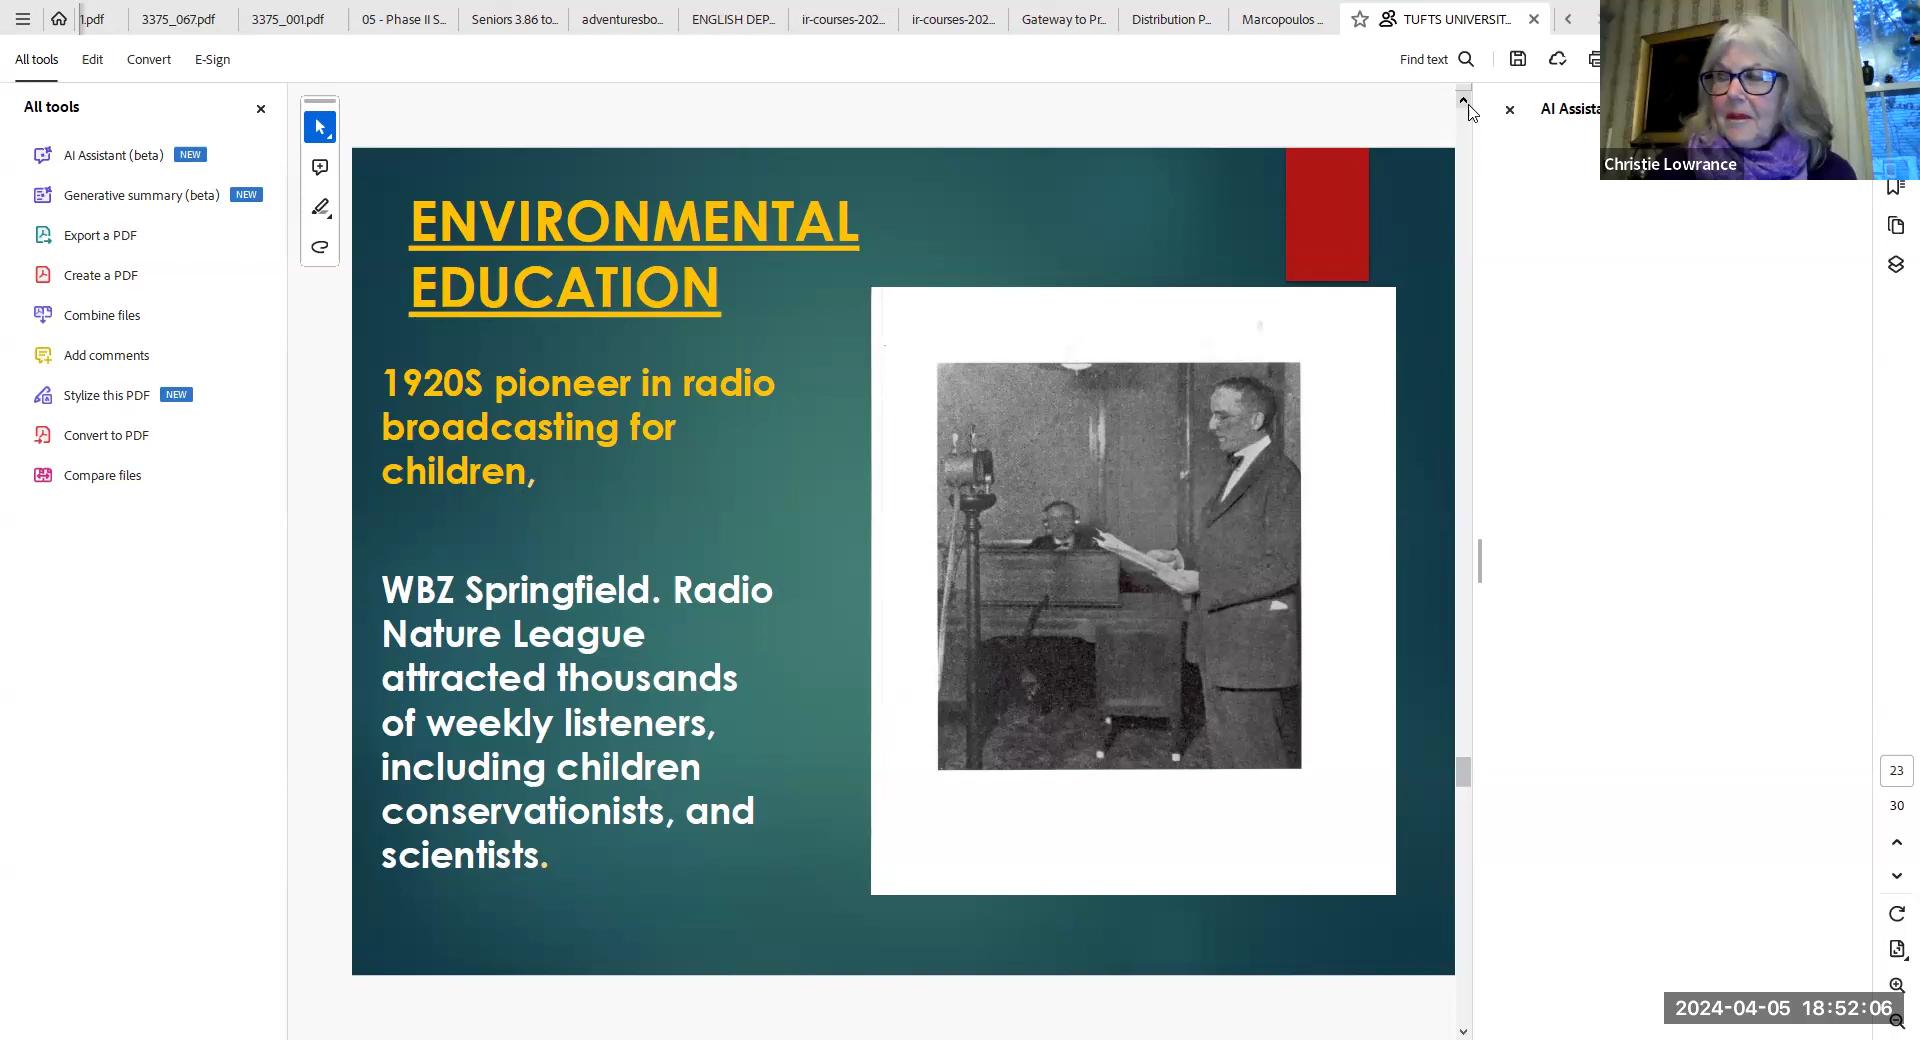 1.pdf
3375_067.pdf
3375_001.pdf
05 - Phase II S...
Seniors 3.86 to...
adventuresbo...
ENGLISH DEP...
ir-courses-202...
ir-courses-202...
Gateway to Pr...
Distribution P...
Marcopoulos ...
TUFTS UNIVERSIT...
All tools
Edit
Convert
E-Sign
Find text
All tools
AI Assistant (beta) NEW
Generative summary (beta) NEW
Export a PDF
Create a PDF
Combine files
Add comments
Stylize this PDF NEW
Convert to PDF
Compare files
ENVIRONMENTAL
EDUCATION
1920S pioneer in radio
broadcasting for
children,
WBZ Springfield. Radio
Nature League
attracted thousands
of weekly listeners,
including children
conservationists, and
scientists.
AI Assista
Christie Lowrance
23
30
2024-04-05 18:52:06